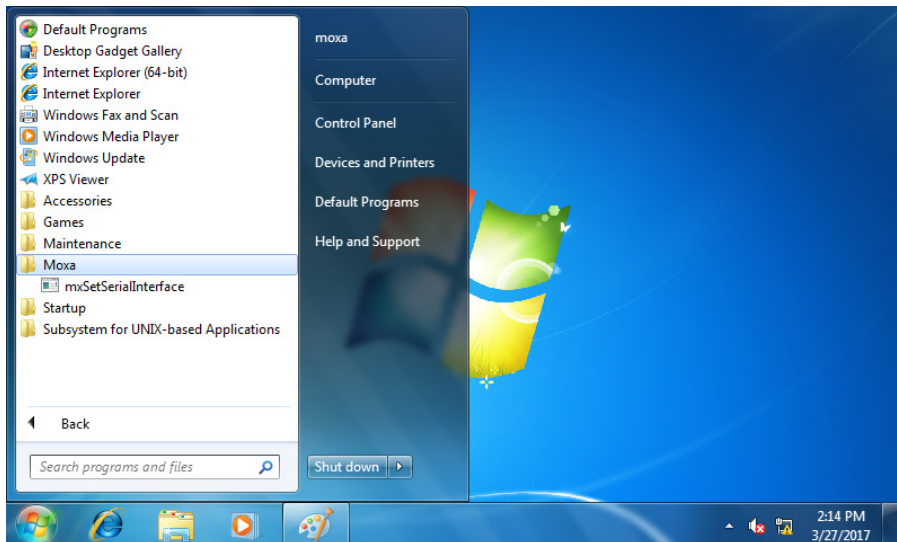 Default Programs
Desktop Gadget Gallery
Internet Explorer (64-bit)
Internet Explorer
Windows Fax and Scan
Windows Media Player
Windows Update
XPS Viewer
Accessories
Games
Maintenance
Moxa
mxSetSerialInterface
Startup
Subsystem for UNIX-based Applications
Back
Search programs and files
moxa
Computer
Control Panel
Devices and Printers
Default Programs
Help and Support
Shut down
2:14 PM
3/27/2017